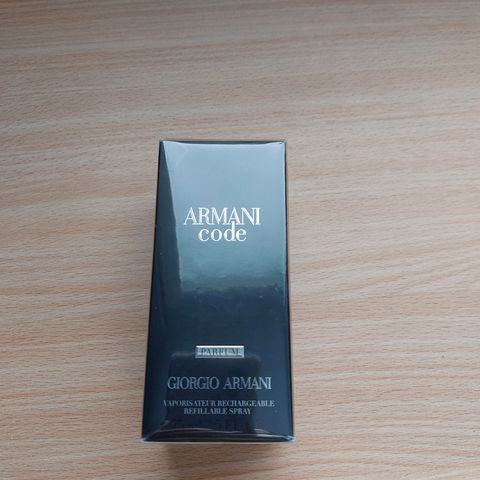 ARMANI
code
PARFUM
GIORGIO ARMANI
VAPORISATEUR RECHARGEABLE
REFILLABLE SPRAY